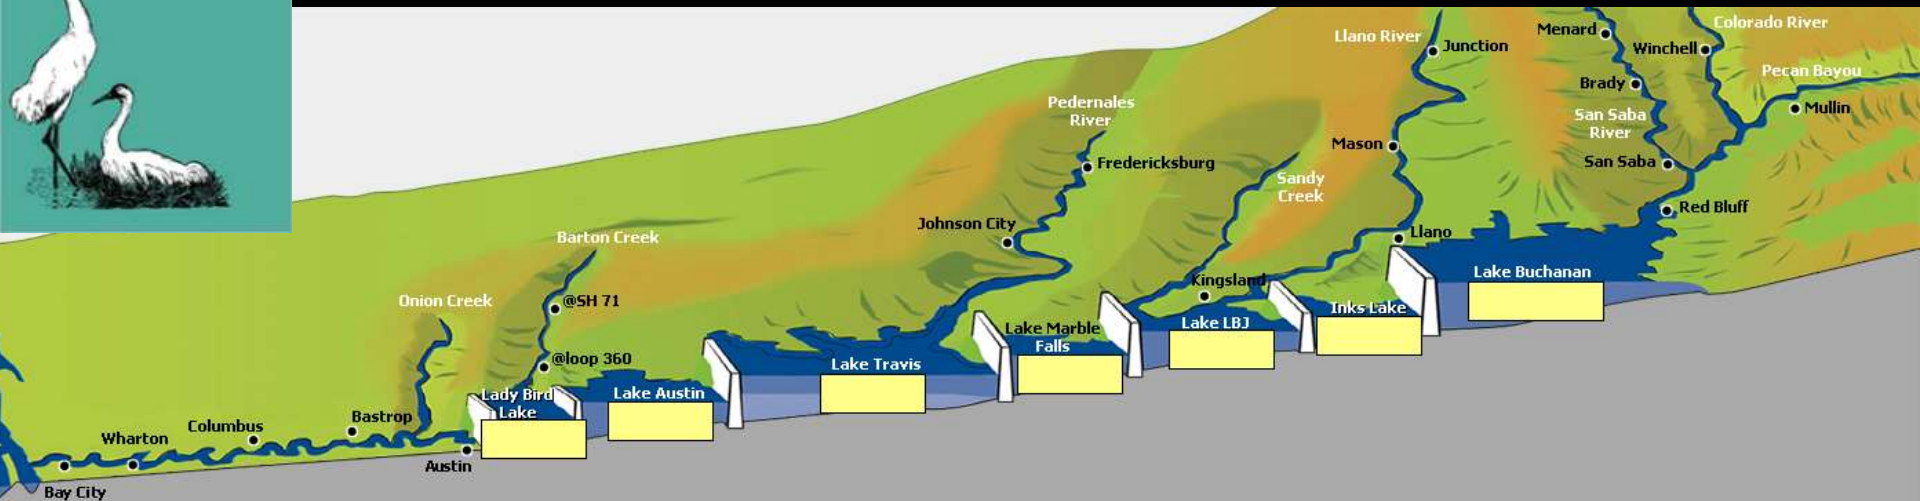 Colorado River
Menard
Llano River
Junction
Winchell
Pecan Bayou
Brady
Pedernales
River
Mullin
San Saba
River
Mason
Fredericksburg
San Saba
Sandy
Creek
Red Bluff
Johnson City
Llano
Barton Creek
Lake Buchanan
Kingsland
Onion Creek
@SH 71
Inks Lake
Lake LBJ
Lake Marble
Falls
@loop 360
Lake Travis
Lady Bird
Lake
Lake Austin
Bastrop
Columbus
Wharton
Austin
Bay City